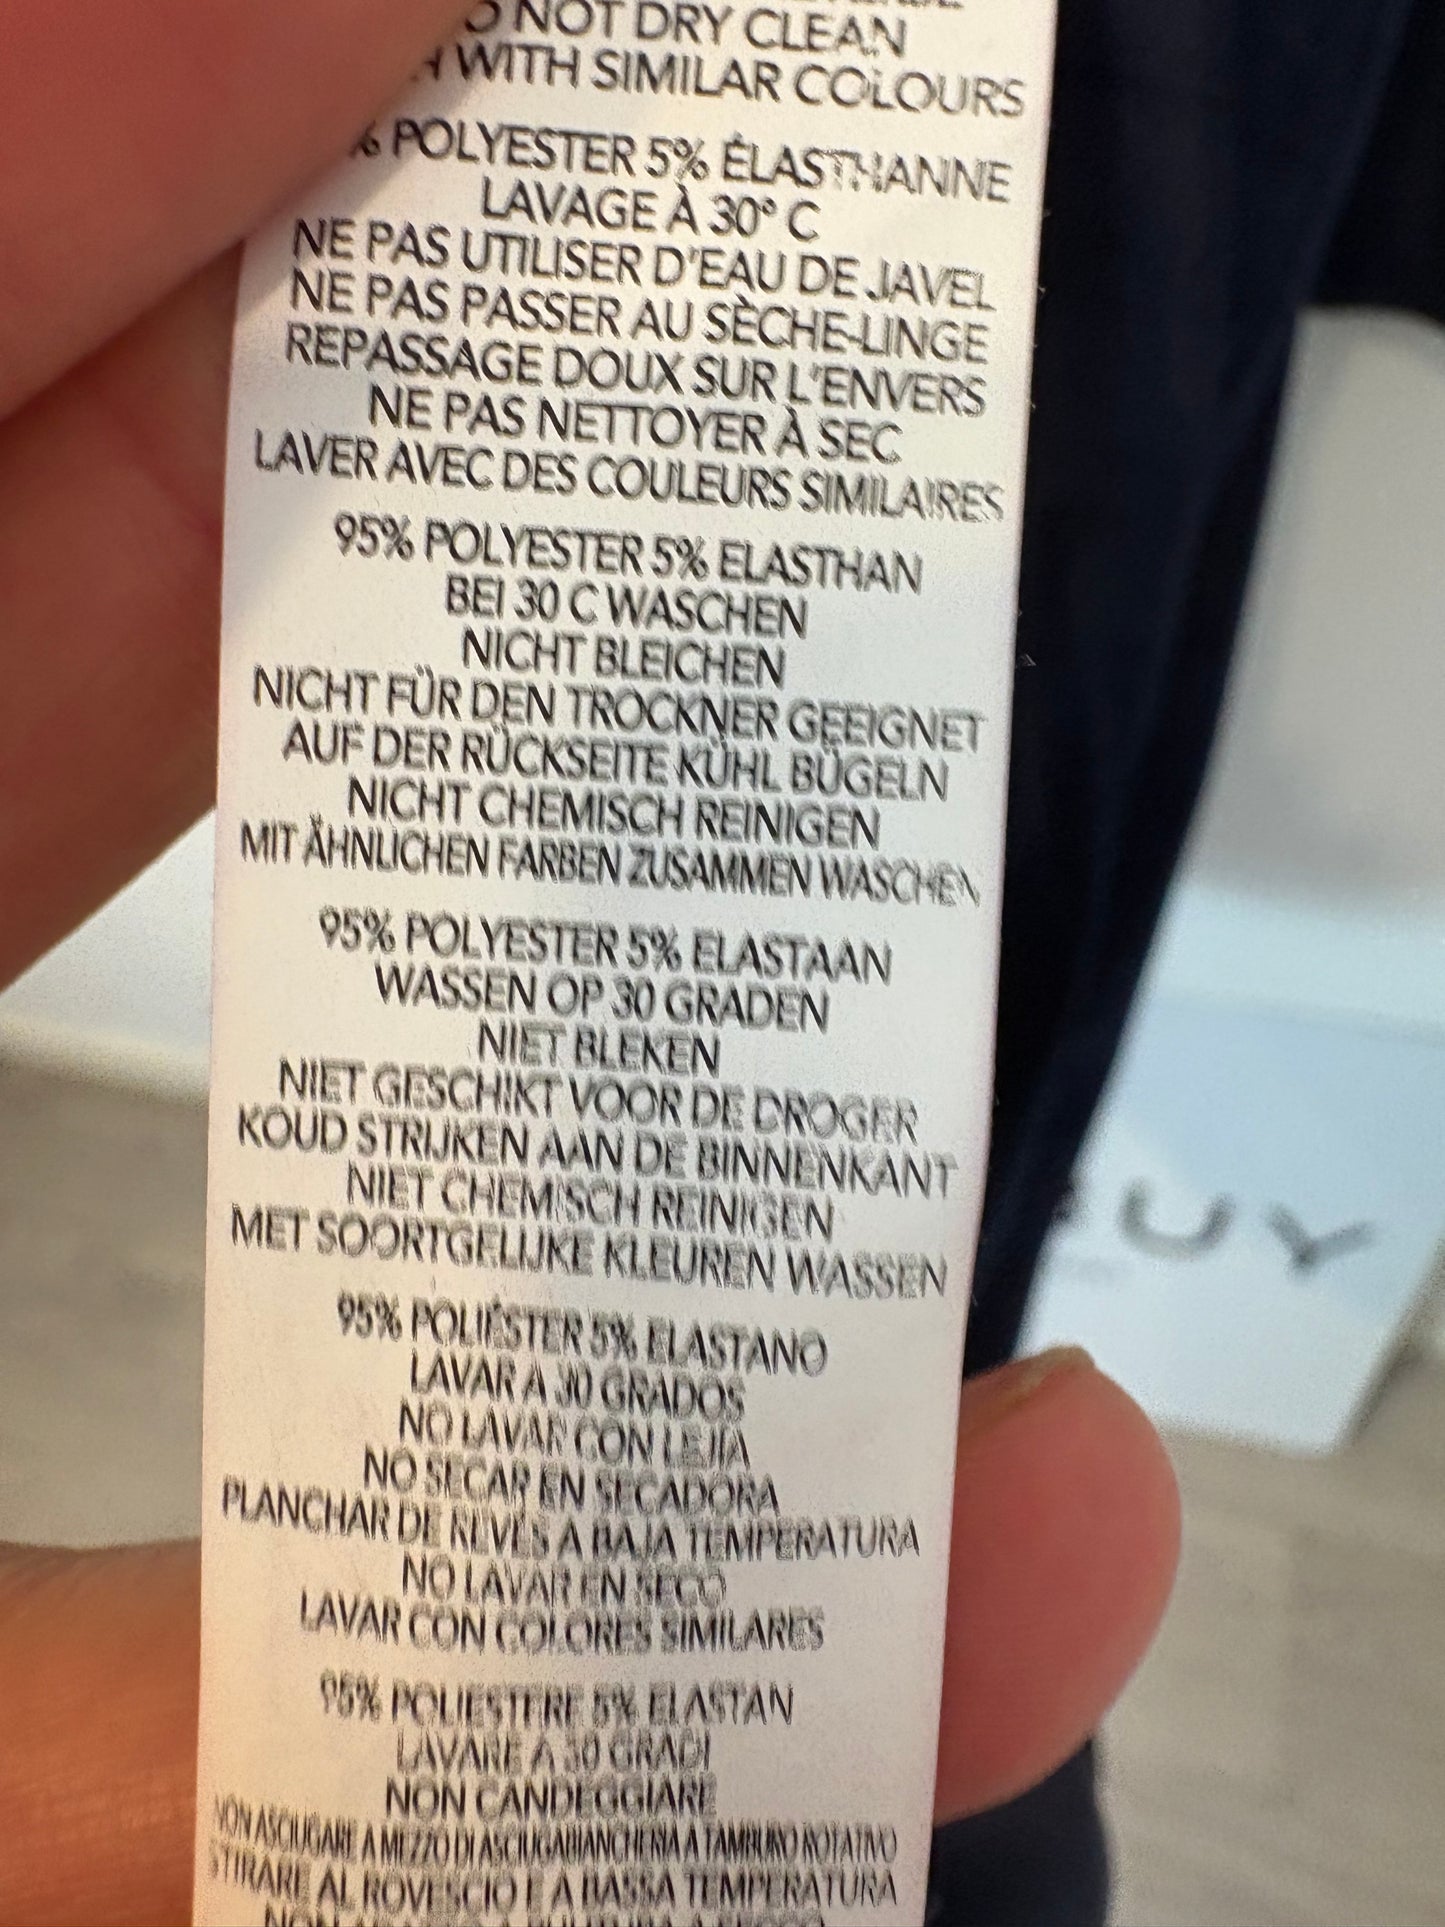 NOT DRY CLEAN
WITH SIMILAR COLOURS
% POLYESTER 5% ÉLASTHANNE
LAVAGE À 30° C
NE PAS UTILISER D'EAU DE JAVEL
NE PAS PASSER AU SÈCHE-LINGE
REPASSAGE DOUX SUR L'ENVERS
NE PAS NETTOYER À SEC
LAVER AVEC DES COULEURS SIMILAIRES
95% POLYESTER 5% ELASTHAN
BEI 30 C WASCHEN
NICHT BLEICHEN
NICHT FÜR DEN TROCKNER GEEIGNET
AUF DER RÜCKSEITE KÜHL BÜGELN
NICHT CHEMISCH REINIGEN
MIT ÄHNLICHEN FARBEN ZUSAMMEN WASCHEN
95% POLYESTER 5% ELASTAAN
WASSEN OP 30 GRADEN
NIET BLEKEN
NIET GESCHIKT VOOR DE DROGER
KOUD STRIJKEN AAN DE BINNENKANT
NIET CHEMISCH REINIGEN
MET SOORTGELIJKE KLEUREN WASSEN
95% POLIÉSTER 5% ELASTANO
LAVAR A 30 GRADOS
NO LAVAR CON LEJÍA
NO SECAR EN SECADORA
PLANCHAR DE REVÉS A BAJA TEMPERATURA
NO LAVAR EN SECO
LAVAR CON COLORES SIMILARES
95% POLIESTERE 5% ELASTAN
LAVARE A 30 GRADI
NON CANDEGGIARE
NON ASCIUGARE A MEZZO DI ASCIUGABIANCHERIA A TAMBURO ROTATIVO
STIRARE AL ROVESCIO E A BASSA TEMPERATURA
UY